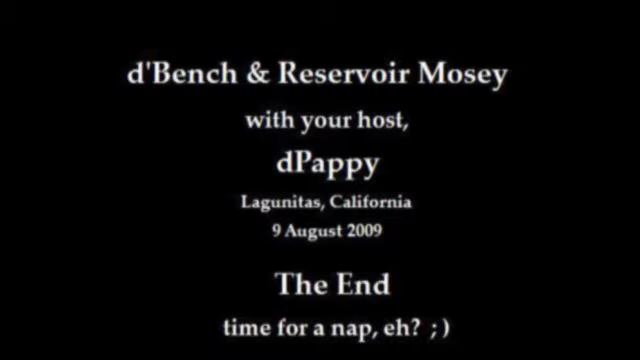 d'Bench & Reservoir Mosey
with your host,
dPappy
Lagunitas, California
9 August 2009
The End
time for a nap, eh? ; )